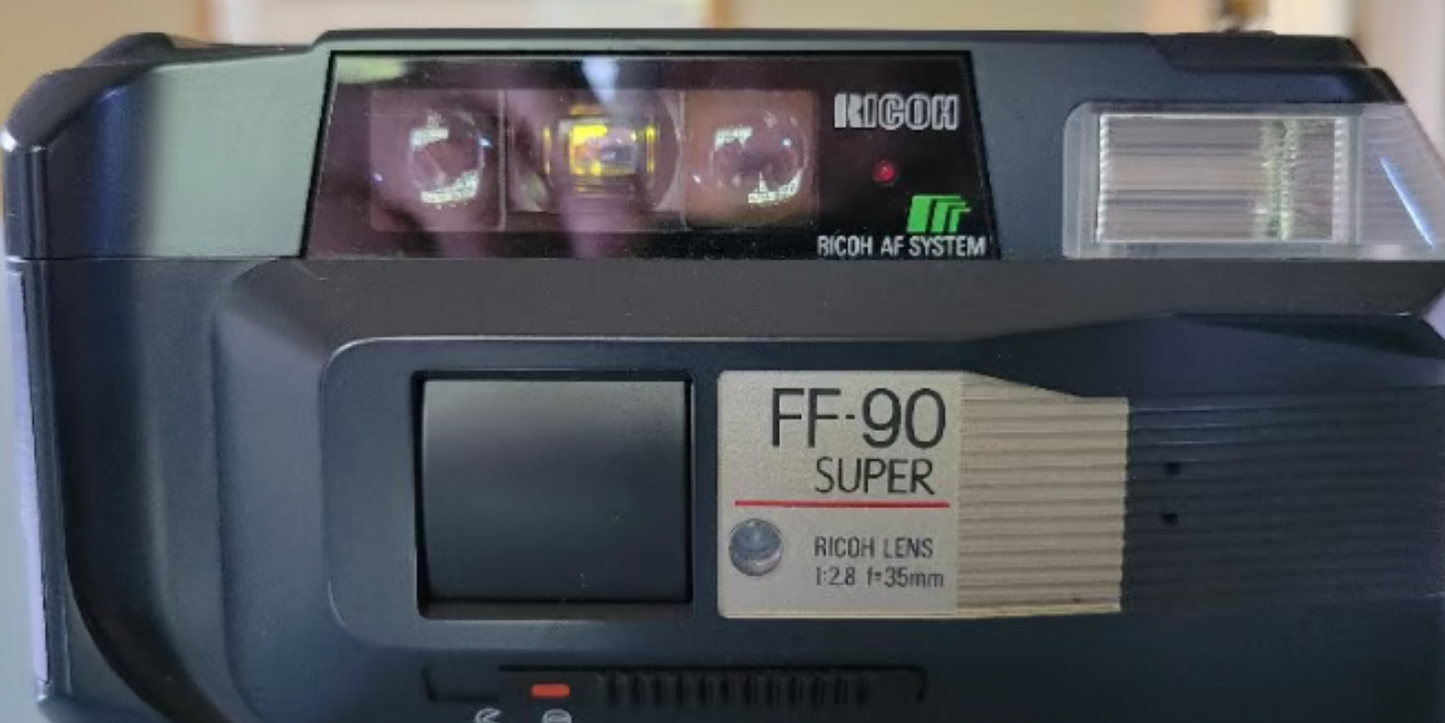 RICOH
RICOH AF SYSTEM
FF-90
SUPER
RICOH LENS
1:2.8 f=35mm